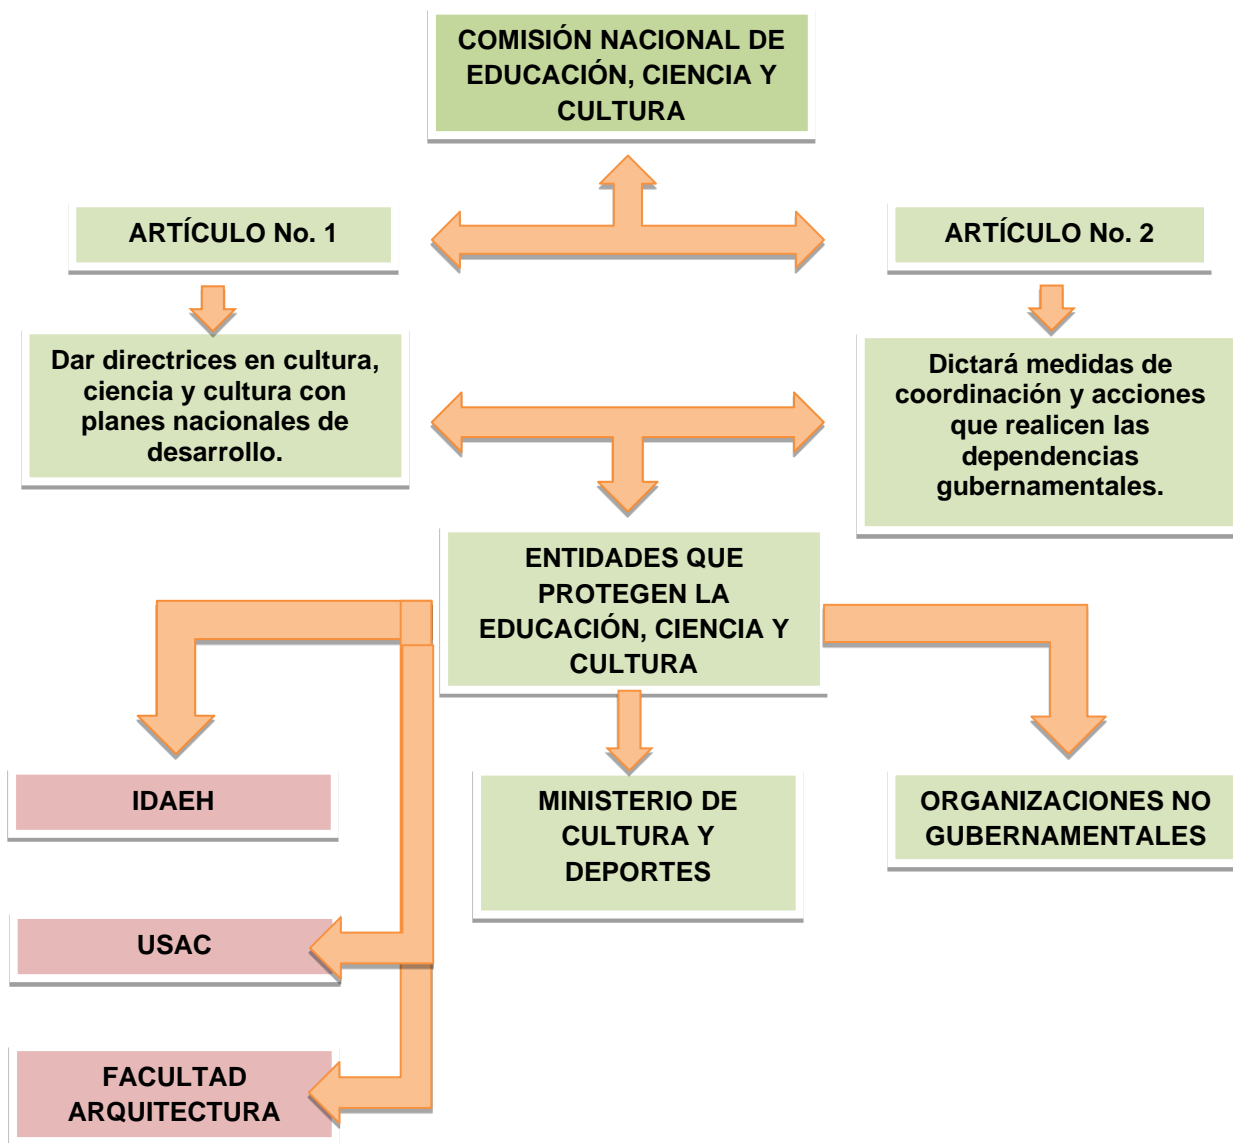 COMISIÓN NACIONAL DE
EDUCACIÓN, CIENCIA Y
CULTURA
ARTÍCULO No. 1
ARTÍCULO No. 2
Dar directrices en cultura,
ciencia y cultura con
planes nacionales de
desarrollo.
Dictará medidas de
coordinación y acciones
que realicen las
dependencias
gubernamentales.
ENTIDADES QUE
PROTEGEN LA
EDUCACIÓN, CIENCIA Y
CULTURA
IDAEH
MINISTERIO DE
CULTURA Y
DEPORTES
ORGANIZACIONES NO
GUBERNAMENTALES
USAC
FACULTAD
ARQUITECTURA